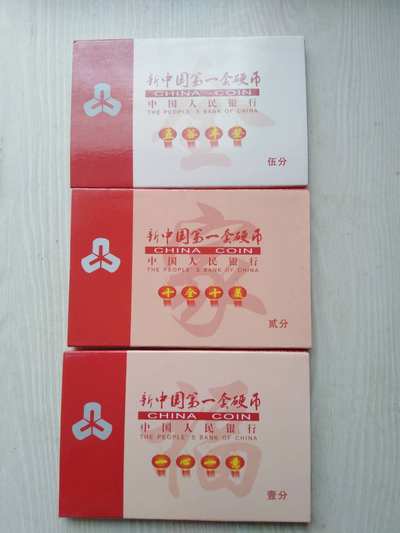 新中国第一套硬币
CHINA COIN
中国人民银行
THE PEOPLE'S BANK OF CHINA
五谷丰登
伍分
新中国第一套硬币
CHINA COIN
中国人民银行
THE PEOPLE'S BANK OF CHINA
家
十全十美
贰分
新中国第一套硬币
CHINA COIN
中国人民银行
THE PEOPLE'S BANK OF CHINA
福
一心一意
壹分